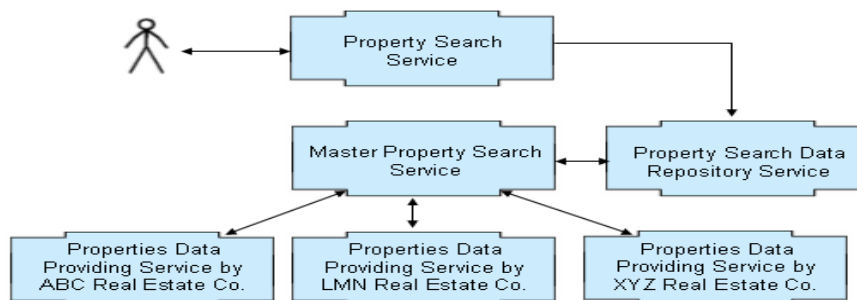 Property Search
Service
Master Property Search
Service
Property Search Data
Repository Service
Properties Data
Providing Service by
ABC Real Estate Co.
Properties Data
Providing Service by
LMN Real Estate Co.
Properties Data
Providing Service by
XYZ Real Estate Co.